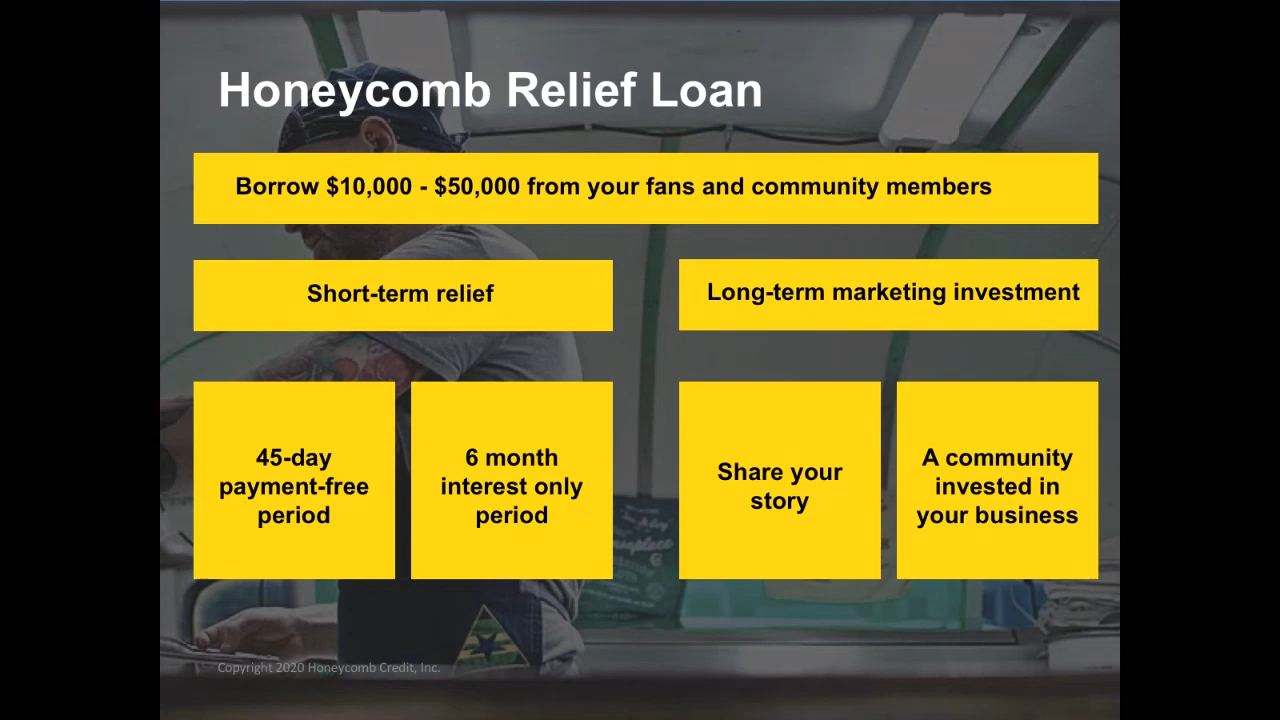 Honeycomb Relief Loan
Borrow $10,000 - $50,000 from your fans and community members
Short-term relief
Long-term marketing investment
45-day
payment-free
period
6 month
interest only
period
Share your
story
A community
invested in
your business
Copyright 2020 Honeycomb Credit, Inc.